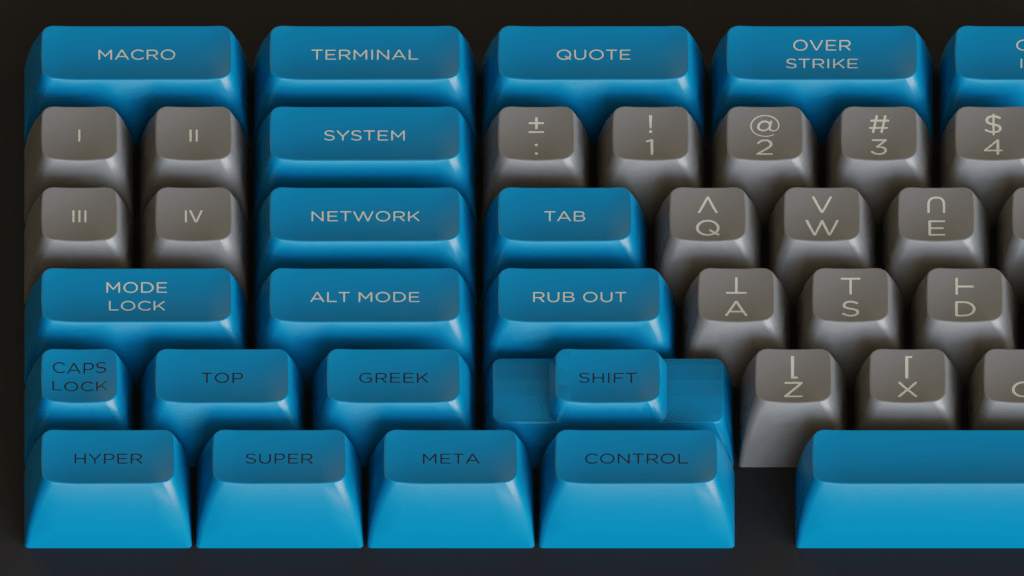 MACRO
TERMINAL
QUOTE
OVER
STRIKE
I
II
SYSTEM
±
:
!
1
@
2
#
3
$
4
III
IV
NETWORK
TAB
∧
Q
∨
W
∩
E
MODE
LOCK
ALT MODE
RUB OUT
⊥
A
⊤
S
⊢
D
CAPS
LOCK
TOP
GREEK
SHIFT
⌊
Z
⌈
X
HYPER
SUPER
META
CONTROL